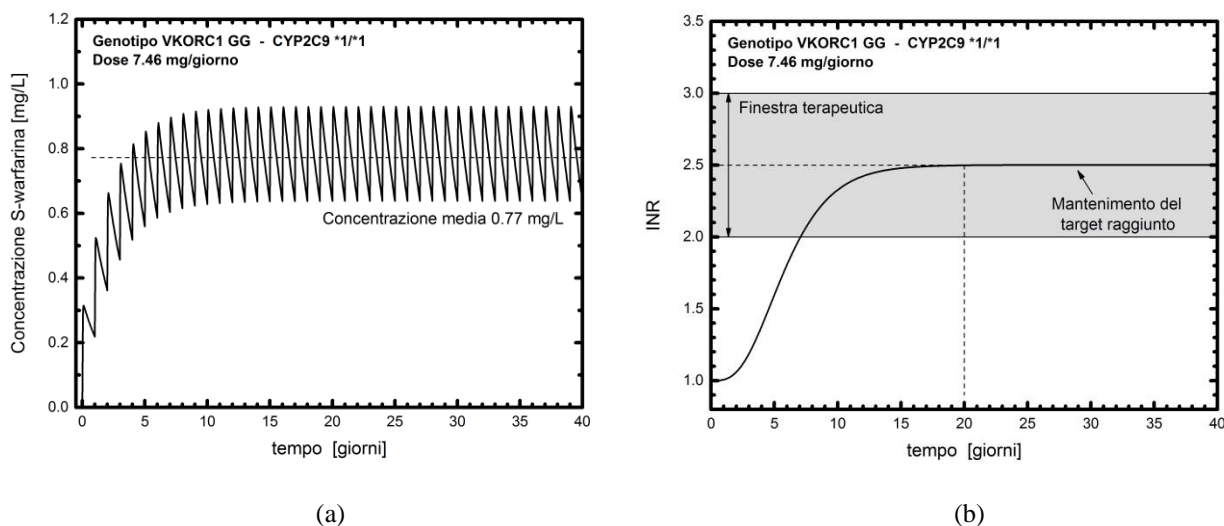 Genotipo VKORC1 GG - CYP2C9 *1/*1
Dose 7.46 mg/giorno
Concentrazione media 0.77 mg/L
Concentrazione S-warfarina [mg/L]
1.2
1.0
0.8
0.6
0.4
0.2
0.0
0 5 10 15 20 25 30 35 40
tempo [giorni]
(a)
Genotipo VKORC1 GG - CYP2C9 *1/*1
Dose 7.46 mg/giorno
Finestra terapeutica
Mantenimento del
target raggiunto
INR
3.5
3.0
2.5
2.0
1.5
1.0
0 5 10 15 20 25 30 35 40
tempo [giorni]
(b)